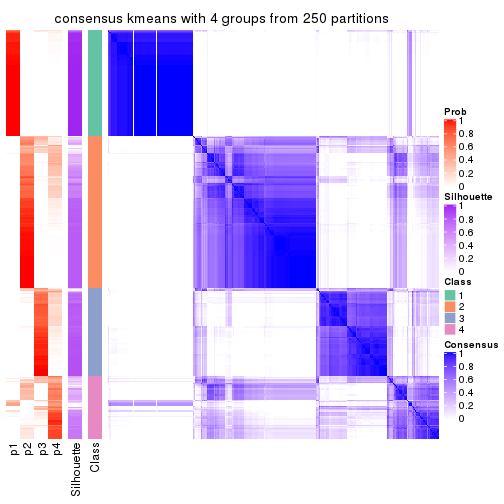 consensus kmeans with 4 groups from 250 partitions
Prob
1
0.8
0.6
0.4
0.2
0
Silhouette
1
0.8
0.6
0.4
0.2
0
Class
1
2
3
4
Consensus
1
0.8
0.6
0.4
0.2
0
p1
p2
p3
p4
Silhouette
Class